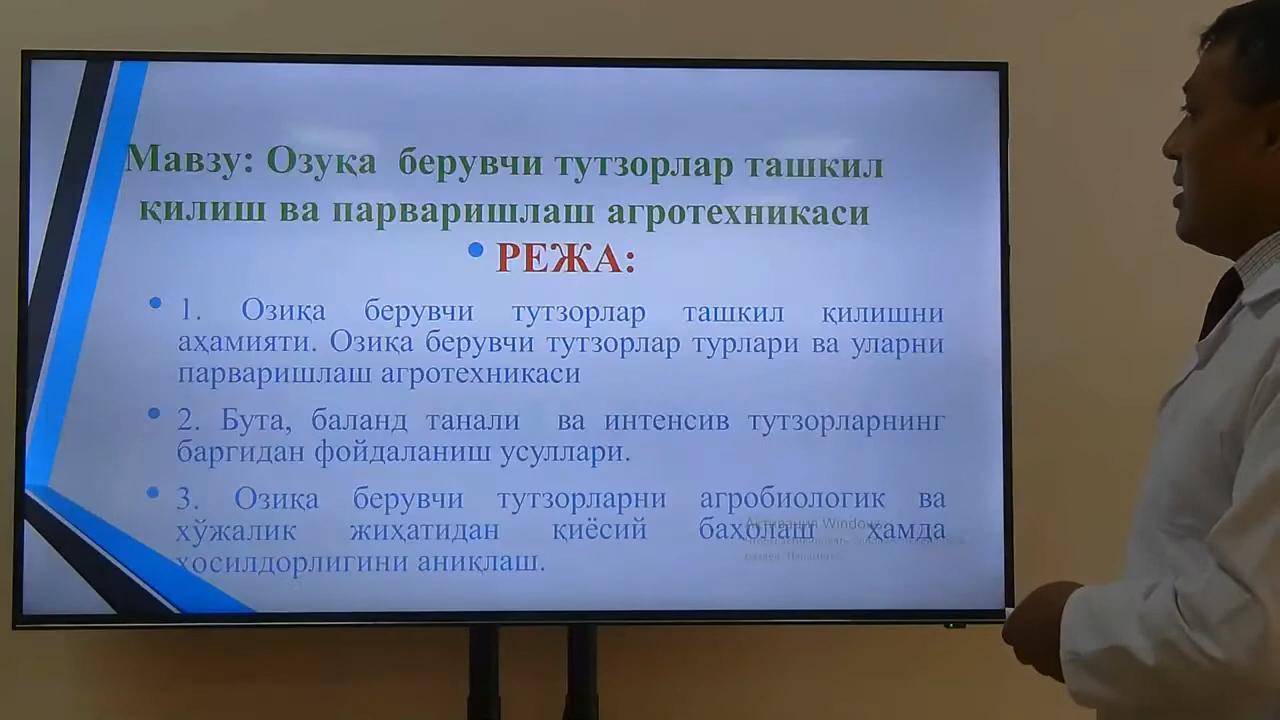 Мавзу: Озуқа берувчи тутзорлар ташкил
қилиш ва парваришлаш агротехникаси
• РЕЖА:
• 1. Озиқа берувчи тутзорлар ташкил қилишни
аҳамияти. Озиқа берувчи тутзорлар турлари ва уларни
парваришлаш агротехникаси
• 2. Бута, баланд танали ва интенсив тутзорларнинг
баргидан фойдаланиш усуллари.
• 3. Озиқа берувчи тутзорларни агробиологик ва
хўжалик жиҳатидан қиёсий баҳолаш ҳамда
ҳосилдорлигини аниқлаш.
Активация Windows